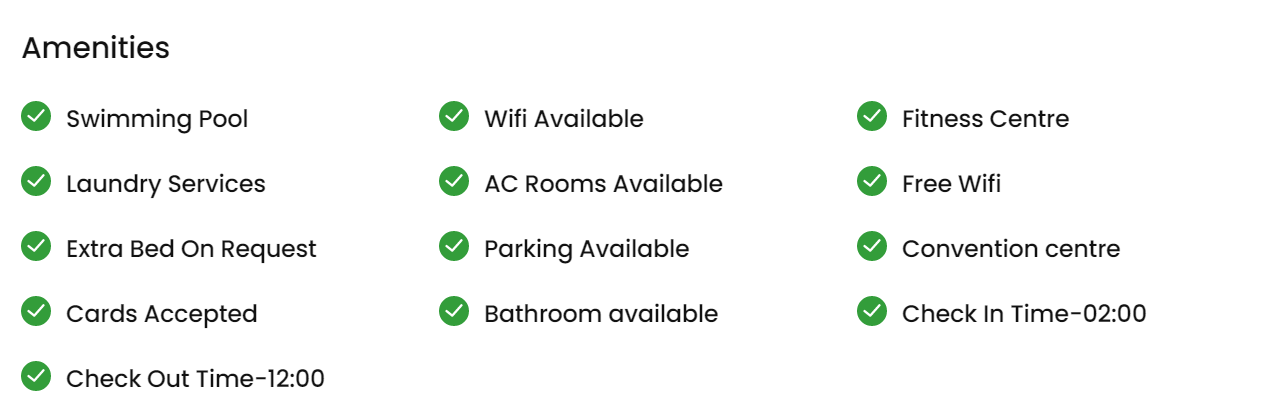 Amenities
Swimming Pool
Wifi Available
Fitness Centre
Laundry Services
AC Rooms Available
Free Wifi
Extra Bed On Request
Parking Available
Convention centre
Cards Accepted
Bathroom available
Check In Time-02:00
Check Out Time-12:00